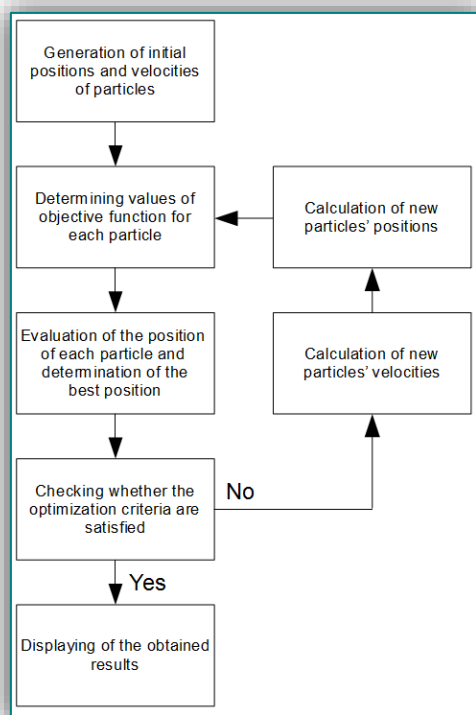 Generation of initial
positions and velocities
of particles
Determining values of
objective function for
each particle
Calculation of new
particles' positions
Evaluation of the position
of each particle and
determination of the
best position
Calculation of new
particles' velocities
Checking whether the
optimization criteria are
satisfied
No
Yes
Displaying of the obtained
results